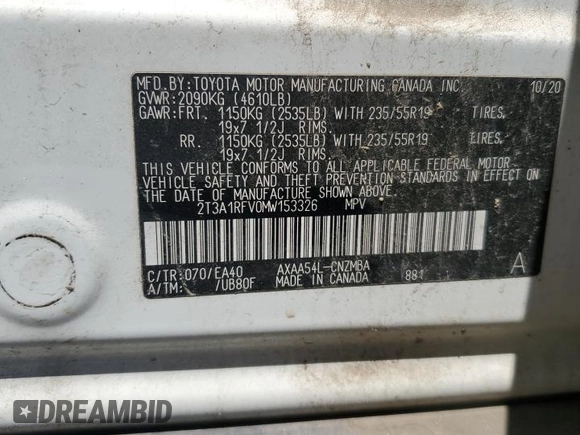 MFD.BY:TOYOTA MOTOR MANUFACTURING CANADA INC. 10/20
GVWR:2090KG (4610LB)
GAWR:FRT. 1150KG (2535LB) WITH 235/55R19 TIRES.
19x7 1/2J RIMS.
RR. 1150KG (2535LB) WITH 235/55R19 TIRES.
19x7 1/2J RIMS.
THIS VEHICLE CONFORMS TO ALL APPLICABLE FEDERAL MOTOR
VEHICLE SAFETY AND THEFT PREVENTION STANDARDS IN EFFECT ON
THE DATE OF MANUFACTURE SHOWN ABOVE.
2T3A1RFV0MW153326 MPV
C/TR:070/EA40 AXAA54L-CNZMBA 881 A
A/TM: /UB80F MADE IN CANADA
DREAMBID